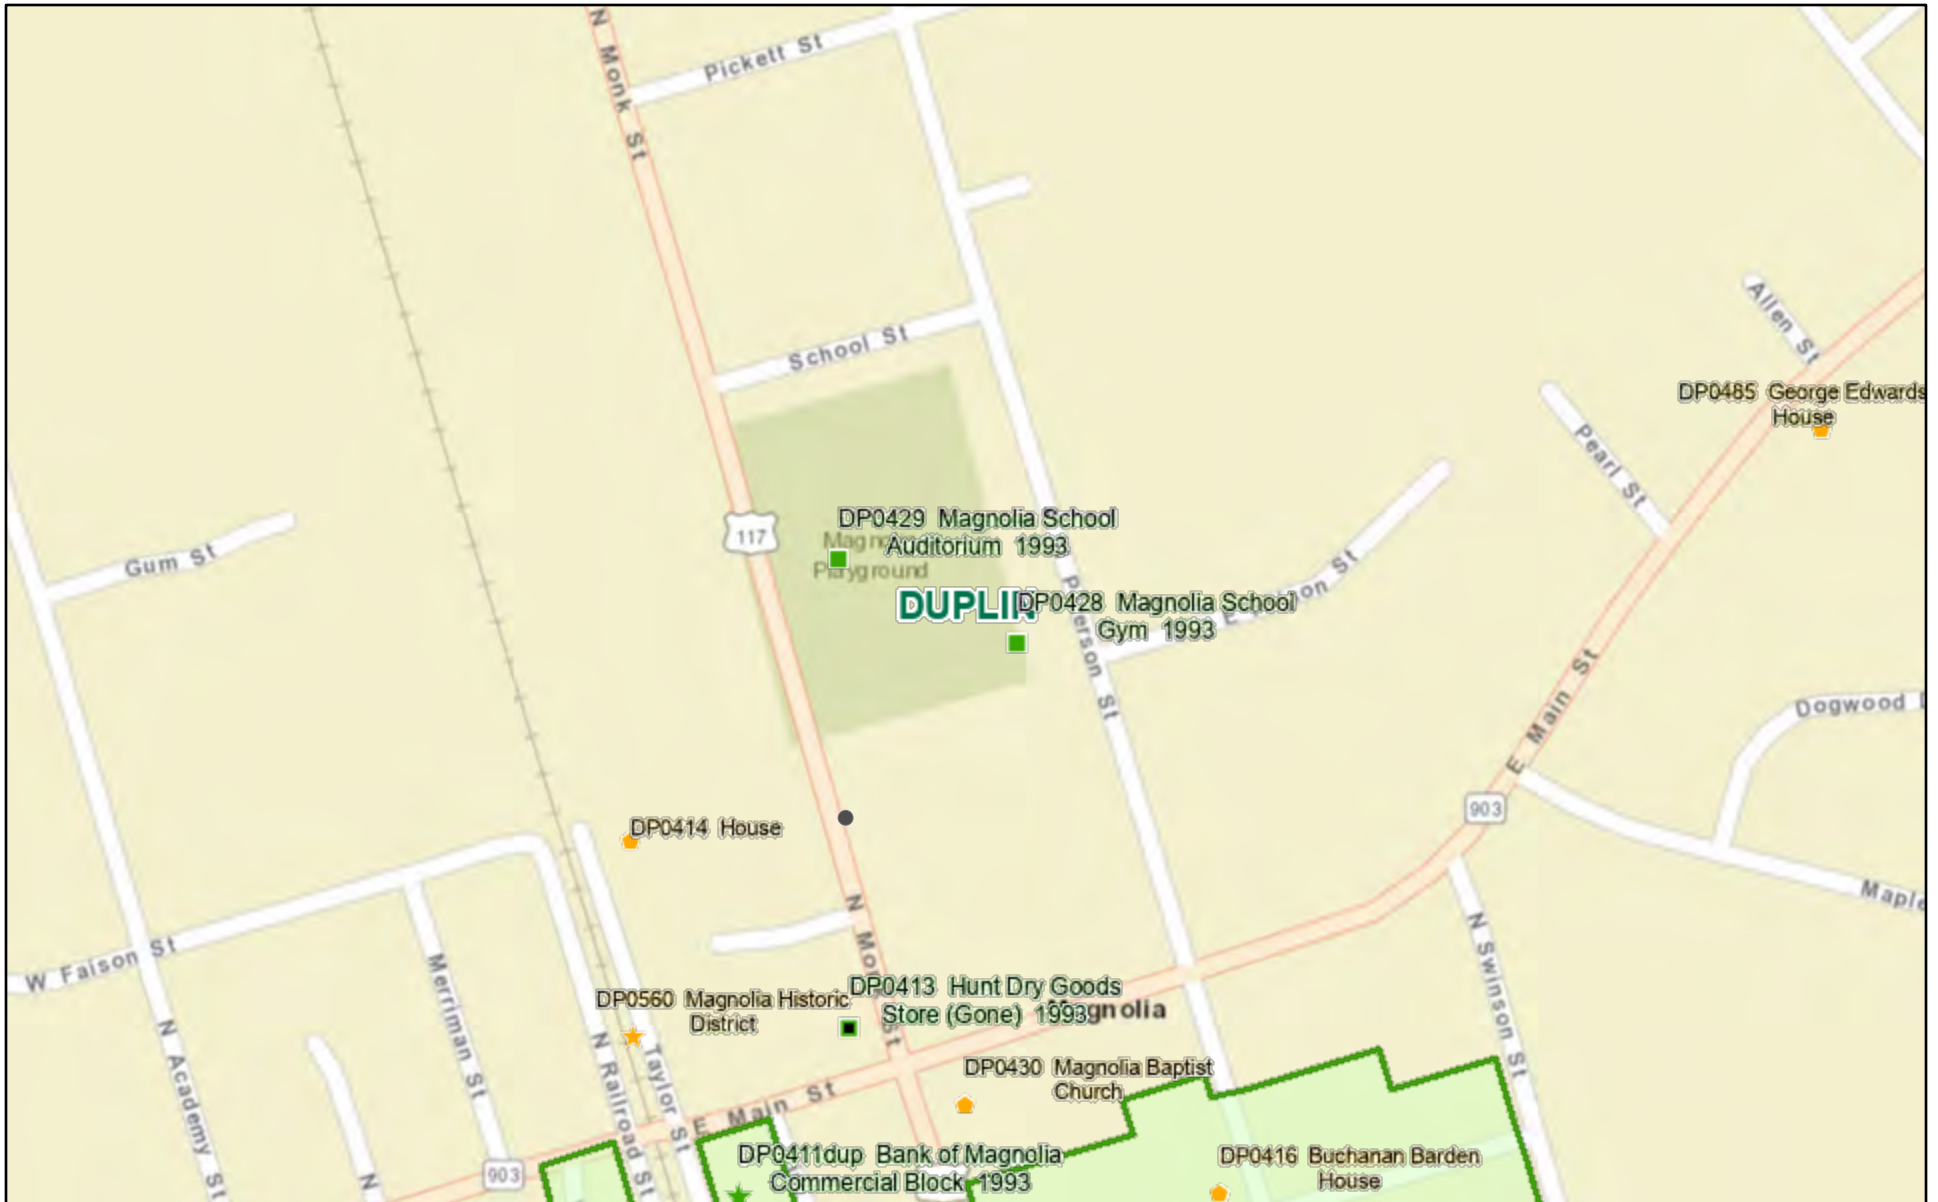 N Monk St
Pickett St
School St
Allen St
DP0485 George Edwards
House
Pearl St
117
DP0429 Magnolia School
Auditorium 1993
Playground
Gum St
DUPLIN
DP0428 Magnolia School
Gym 1993
E Main St
Dogwood
903
DP0414 House
Maple
W Faison St
Merriman St
N Swinson St
DP0560 Magnolia Historic
District
DP0413 Hunt Dry Goods
Store (Gone) 1993
Magnolia
N Academy St
N Railroad St
Taylor St
DP0430 Magnolia Baptist
Church
E Main St
903
N
DP0411dup Bank of Magnolia
Commercial Block 1993
DP0416 Buchanan Barden
House